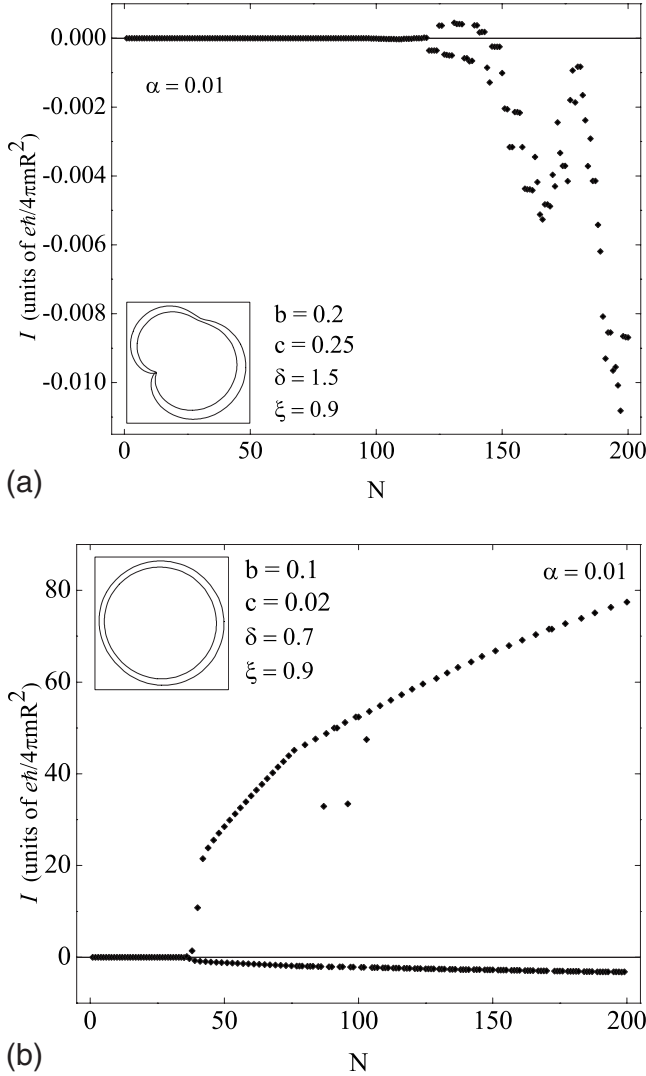 0.000
-0.002
-0.004
-0.006
-0.008
-0.010
I (units of eħ/4πmR²)
α = 0.01
b = 0.2
c = 0.25
δ = 1.5
ξ = 0.9
0 50 100 150 200
(a)
N
b = 0.1
c = 0.02
δ = 0.7
ξ = 0.9
α = 0.01
80
60
40
20
0
I (units of eħ/4πmR²)
0 50 100 150 200
(b)
N